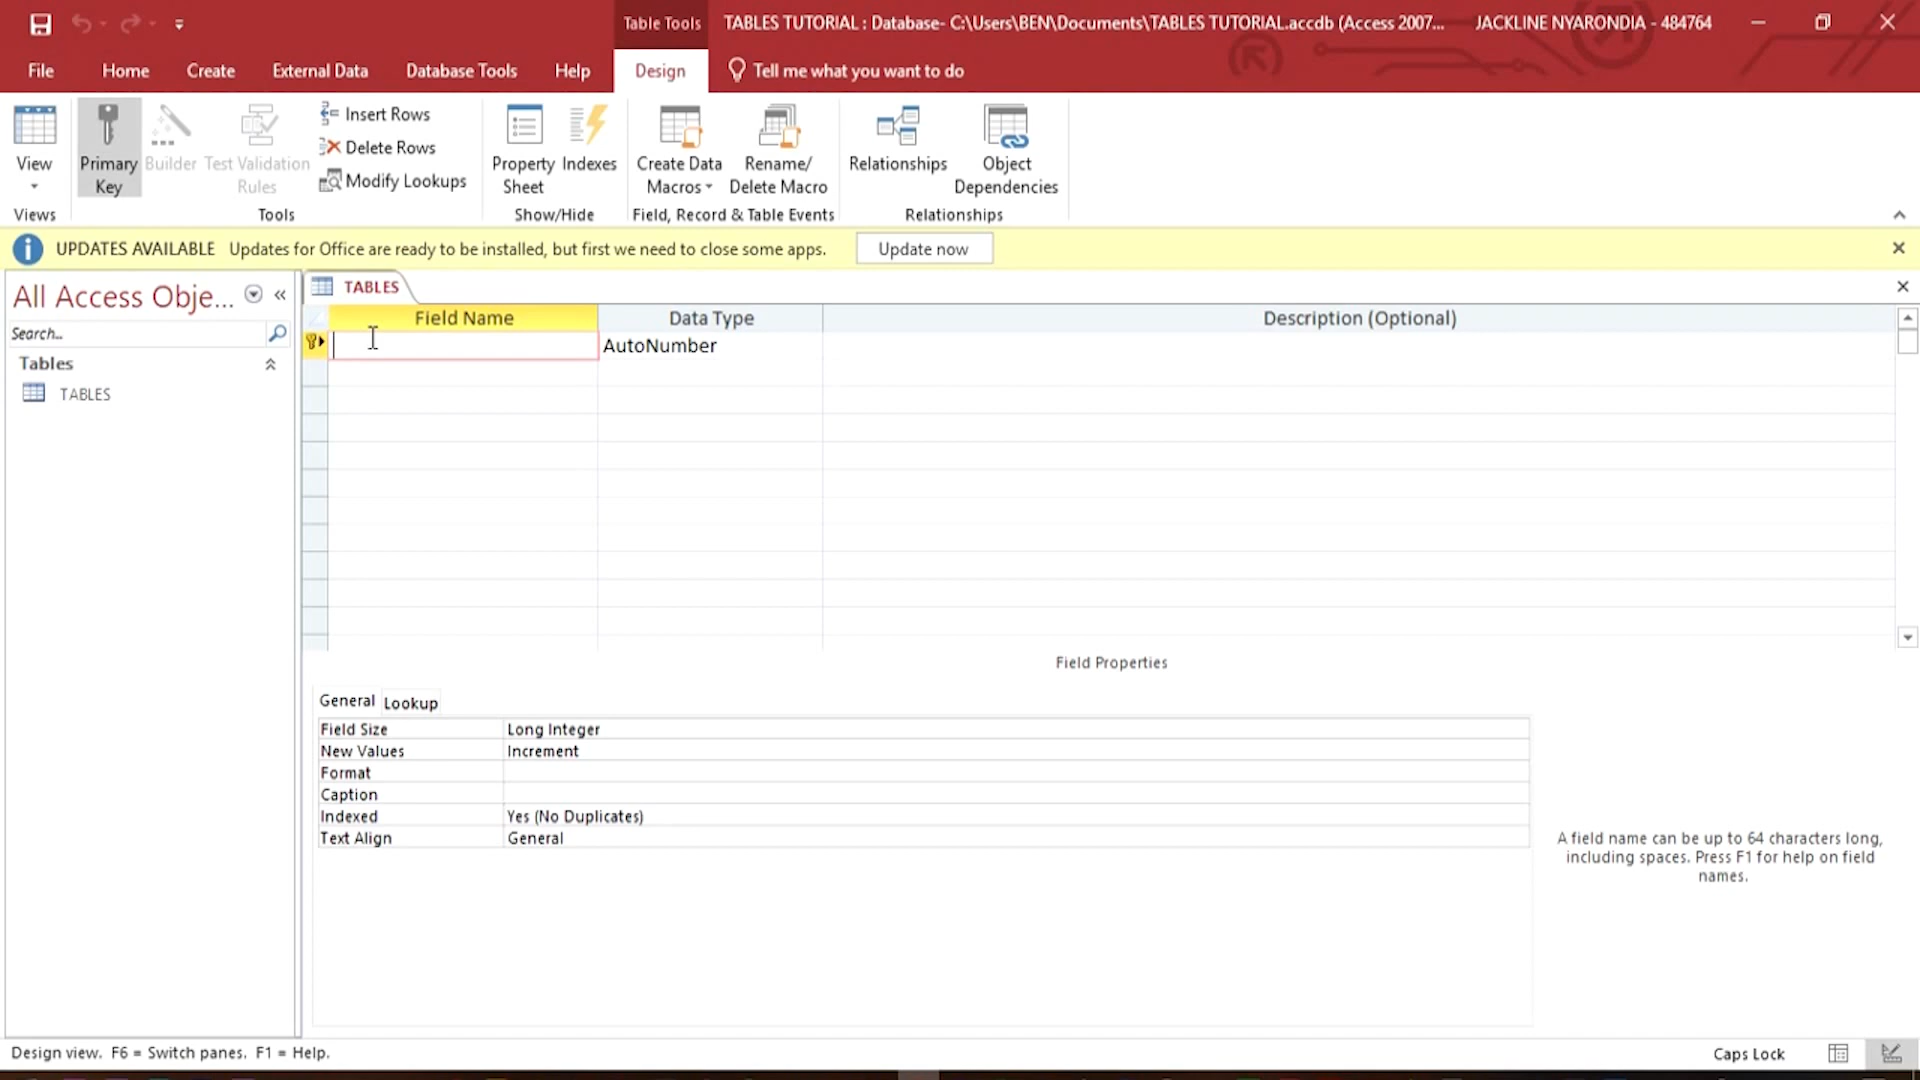 Table Tools
TABLES TUTORIAL : Database- C:\Users\BEN\Documents\TABLES TUTORIAL.accdb (Access 2007...
JACKLINE NYARONDIA - 484764
File
Home
Create
External Data
Database Tools
Help
Design
Tell me what you want to do
View
Primary
Key
Builder
Test Validation
Rules
Insert Rows
Delete Rows
Modify Lookups
Property
Sheet
Indexes
Create Data
Macros
Rename/
Delete Macro
Relationships
Object
Dependencies
Views
Tools
Show/Hide
Field, Record & Table Events
Relationships
UPDATES AVAILABLE Updates for Office are ready to be installed, but first we need to close some apps.
Update now
All Access Obje...
Search...
Tables
TABLES
TABLES
Field Name
Data Type
Description (Optional)
AutoNumber
Field Properties
General
Lookup
Field Size Long Integer
New Values Increment
Format
Caption
Indexed Yes (No Duplicates)
Text Align General
A field name can be up to 64 characters long,
including spaces. Press F1 for help on field
names.
Design view. F6 = Switch panes. F1 = Help.
Caps Lock